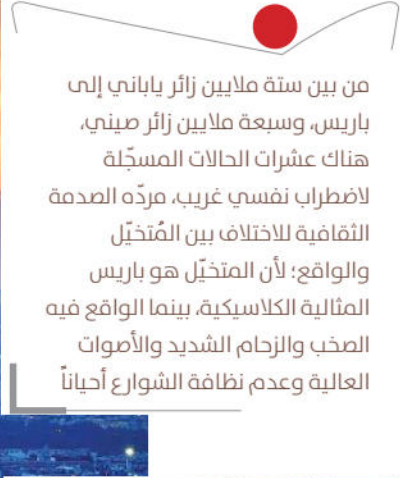 من بين ستة ملايين زائر ياباني إلى
باريس، وسبعة ملايين زائر صيني،
هناك عشرات الحالات المسجّلة
لاضطراب نفسي غريب، مردّه الصدمة
الثقافية للاختلاف بين المُتخيّل
والواقع؛ لأن المتخيّل هو باريس
المثالية الكلاسيكية، بينما الواقع فيه
الصخب والزحام الشديد والأصوات
العالية وعدم نظافة الشوارع أحياناً